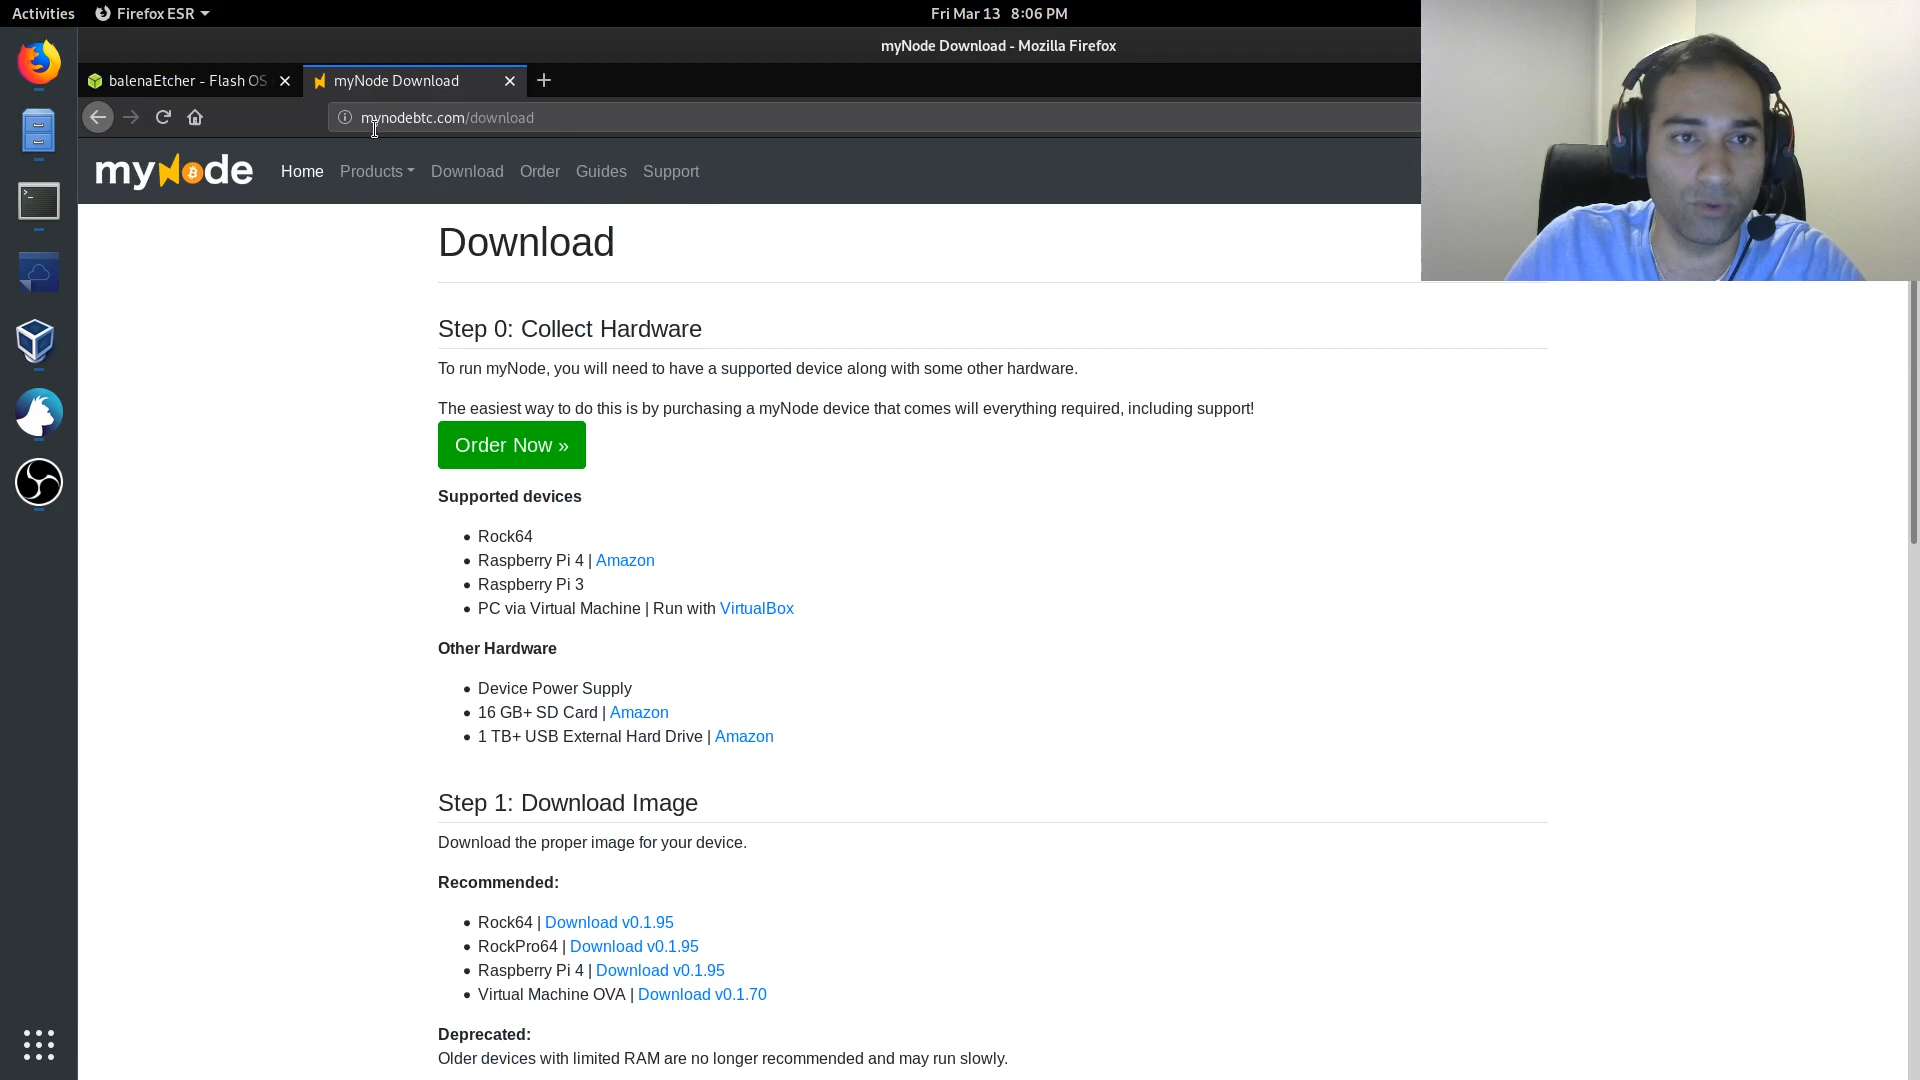 Activities
Firefox ESR
Fri Mar 13 8:06 PM
myNode Download - Mozilla Firefox
balenaEtcher - Flash OS
myNode Download
mynodebtc.com/download
myNode
Home
Products
Download
Order
Guides
Support
Download
Step 0: Collect Hardware
To run myNode, you will need to have a supported device along with some other hardware.
The easiest way to do this is by purchasing a myNode device that comes will everything required, including support!
Order Now »
Supported devices
Rock64
Raspberry Pi 4 | Amazon
Raspberry Pi 3
PC via Virtual Machine | Run with VirtualBox
Other Hardware
Device Power Supply
16 GB+ SD Card | Amazon
1 TB+ USB External Hard Drive | Amazon
Step 1: Download Image
Download the proper image for your device.
Recommended:
Rock64 | Download v0.1.95
RockPro64 | Download v0.1.95
Raspberry Pi 4 | Download v0.1.95
Virtual Machine OVA | Download v0.1.70
Deprecated:
Older devices with limited RAM are no longer recommended and may run slowly.